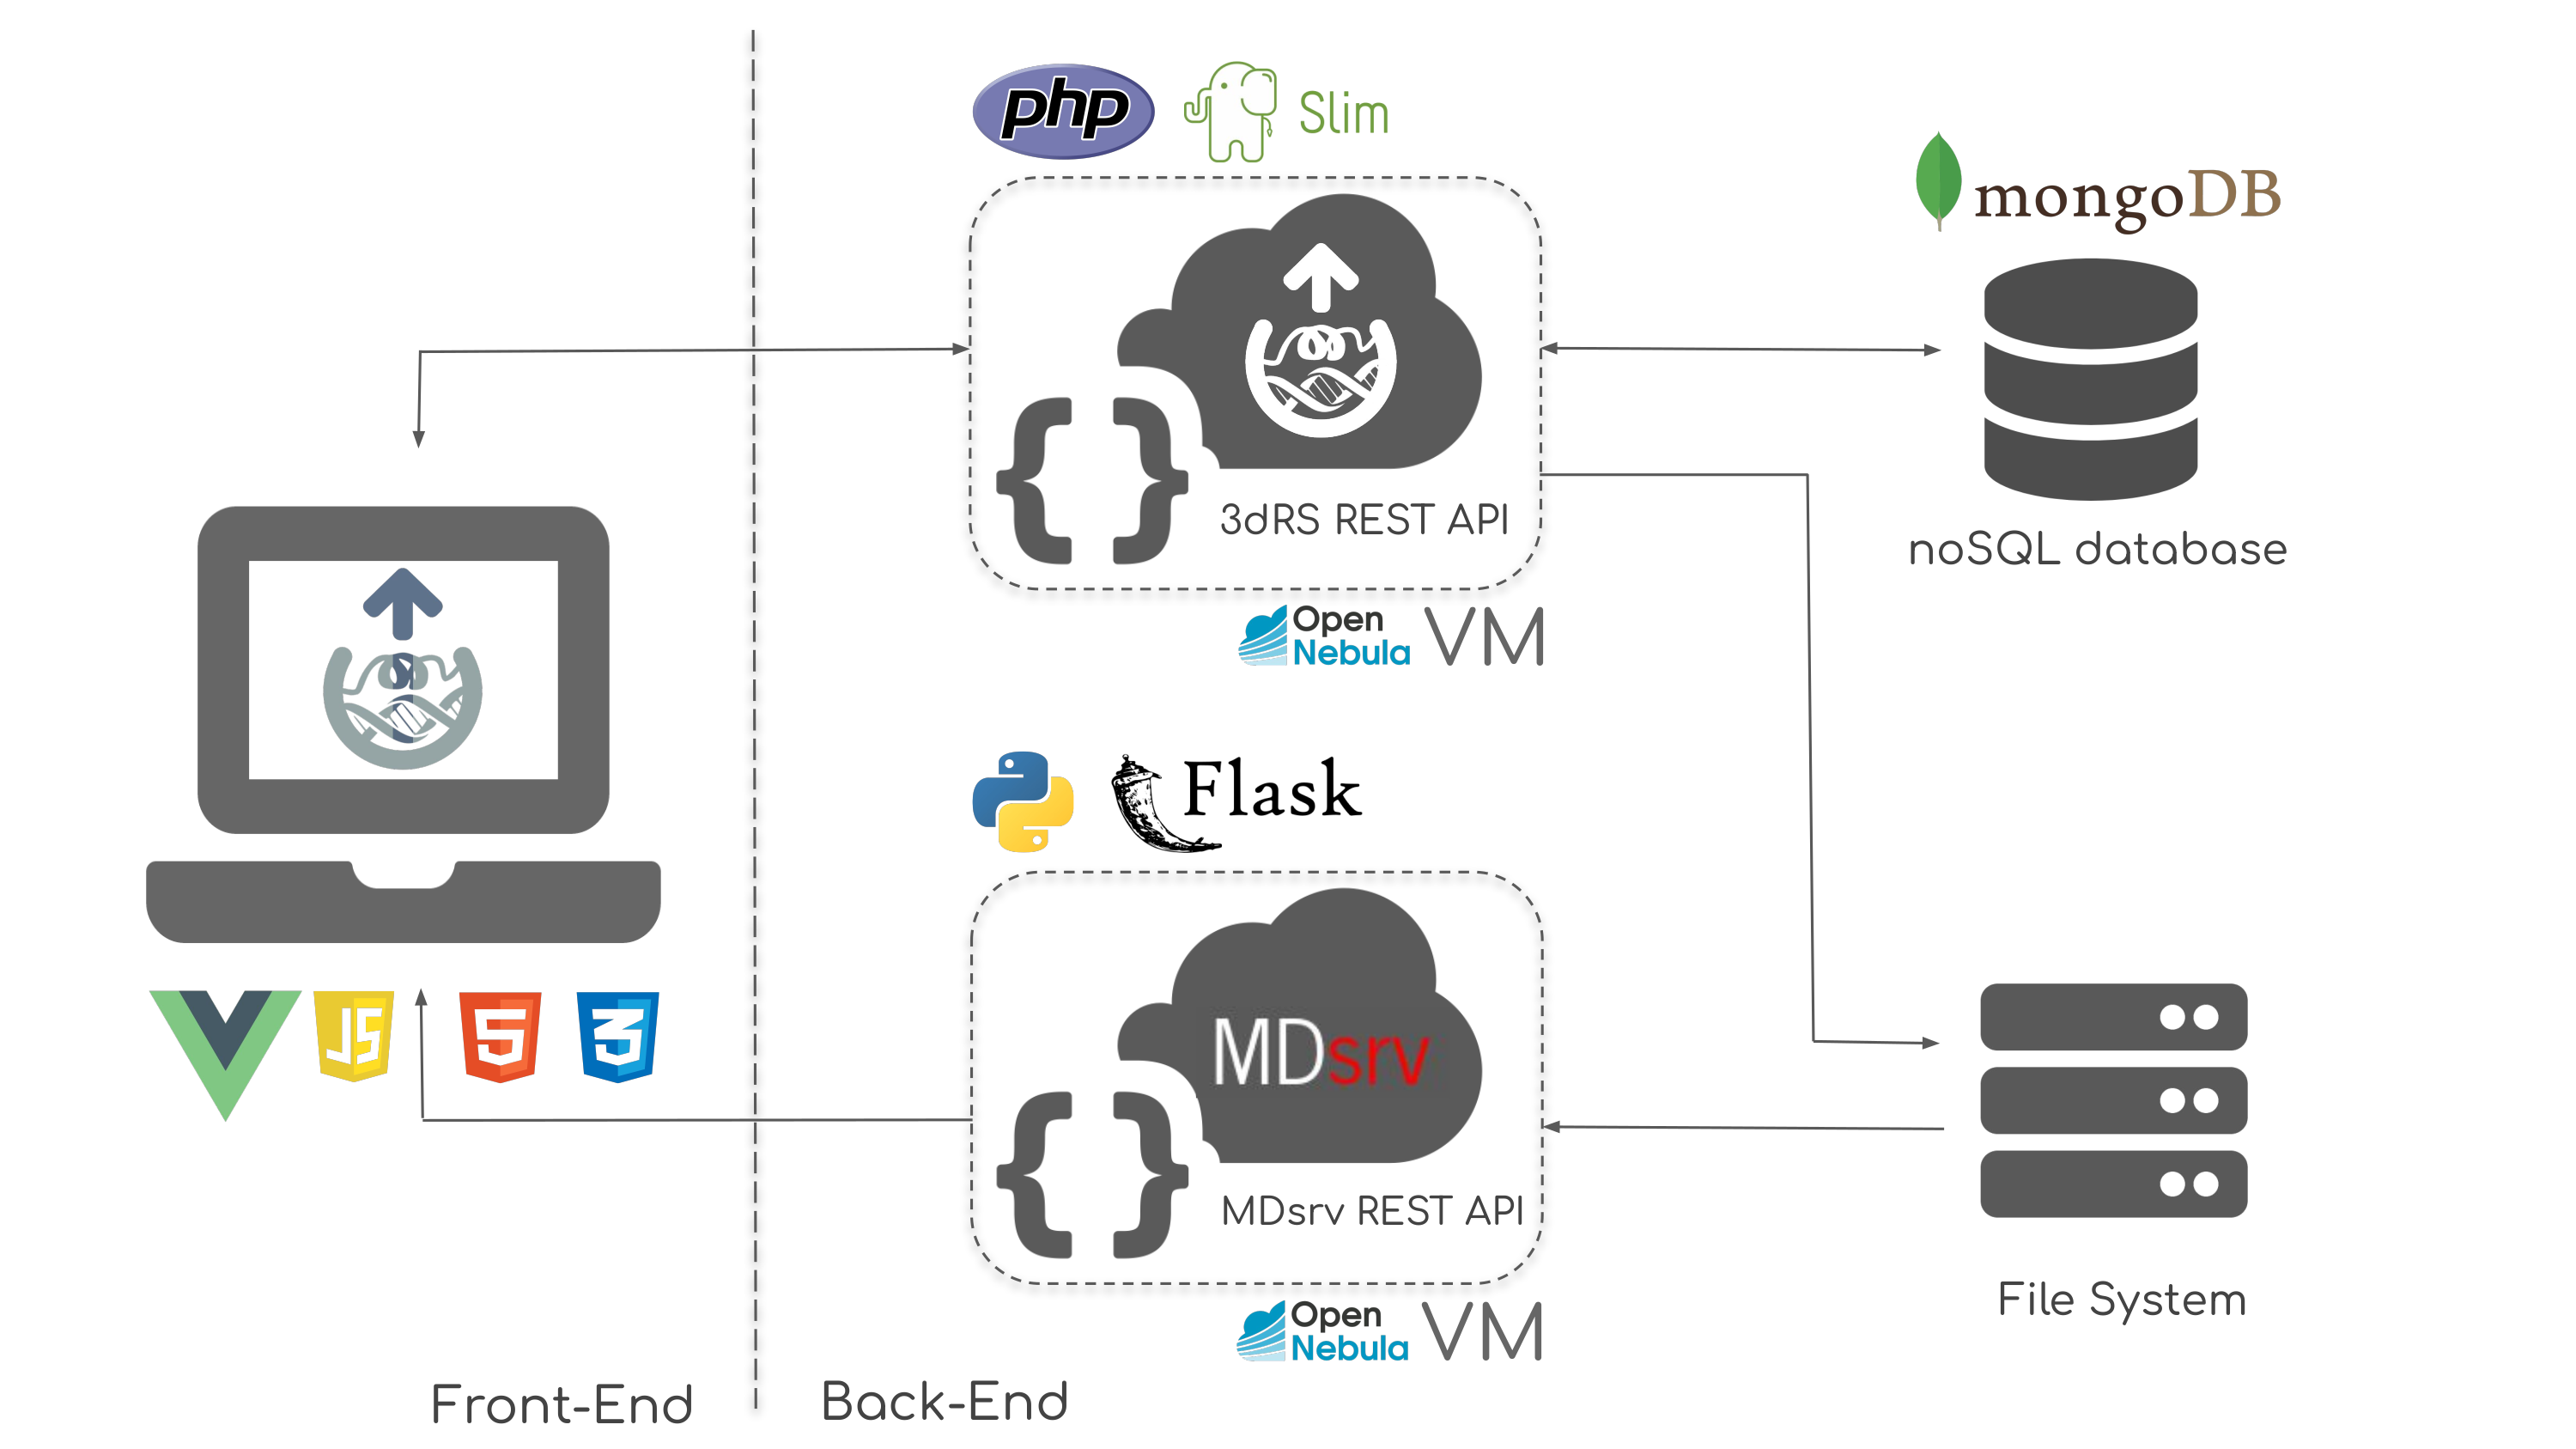 php
Slim
mongoDB
{ }
3dRS REST API
noSQL database
Open
Nebula
VM
Flask
JS
5
3
MDsrv
{ }
MDsrv REST API
File System
Open
Nebula
VM
Front-End
Back-End